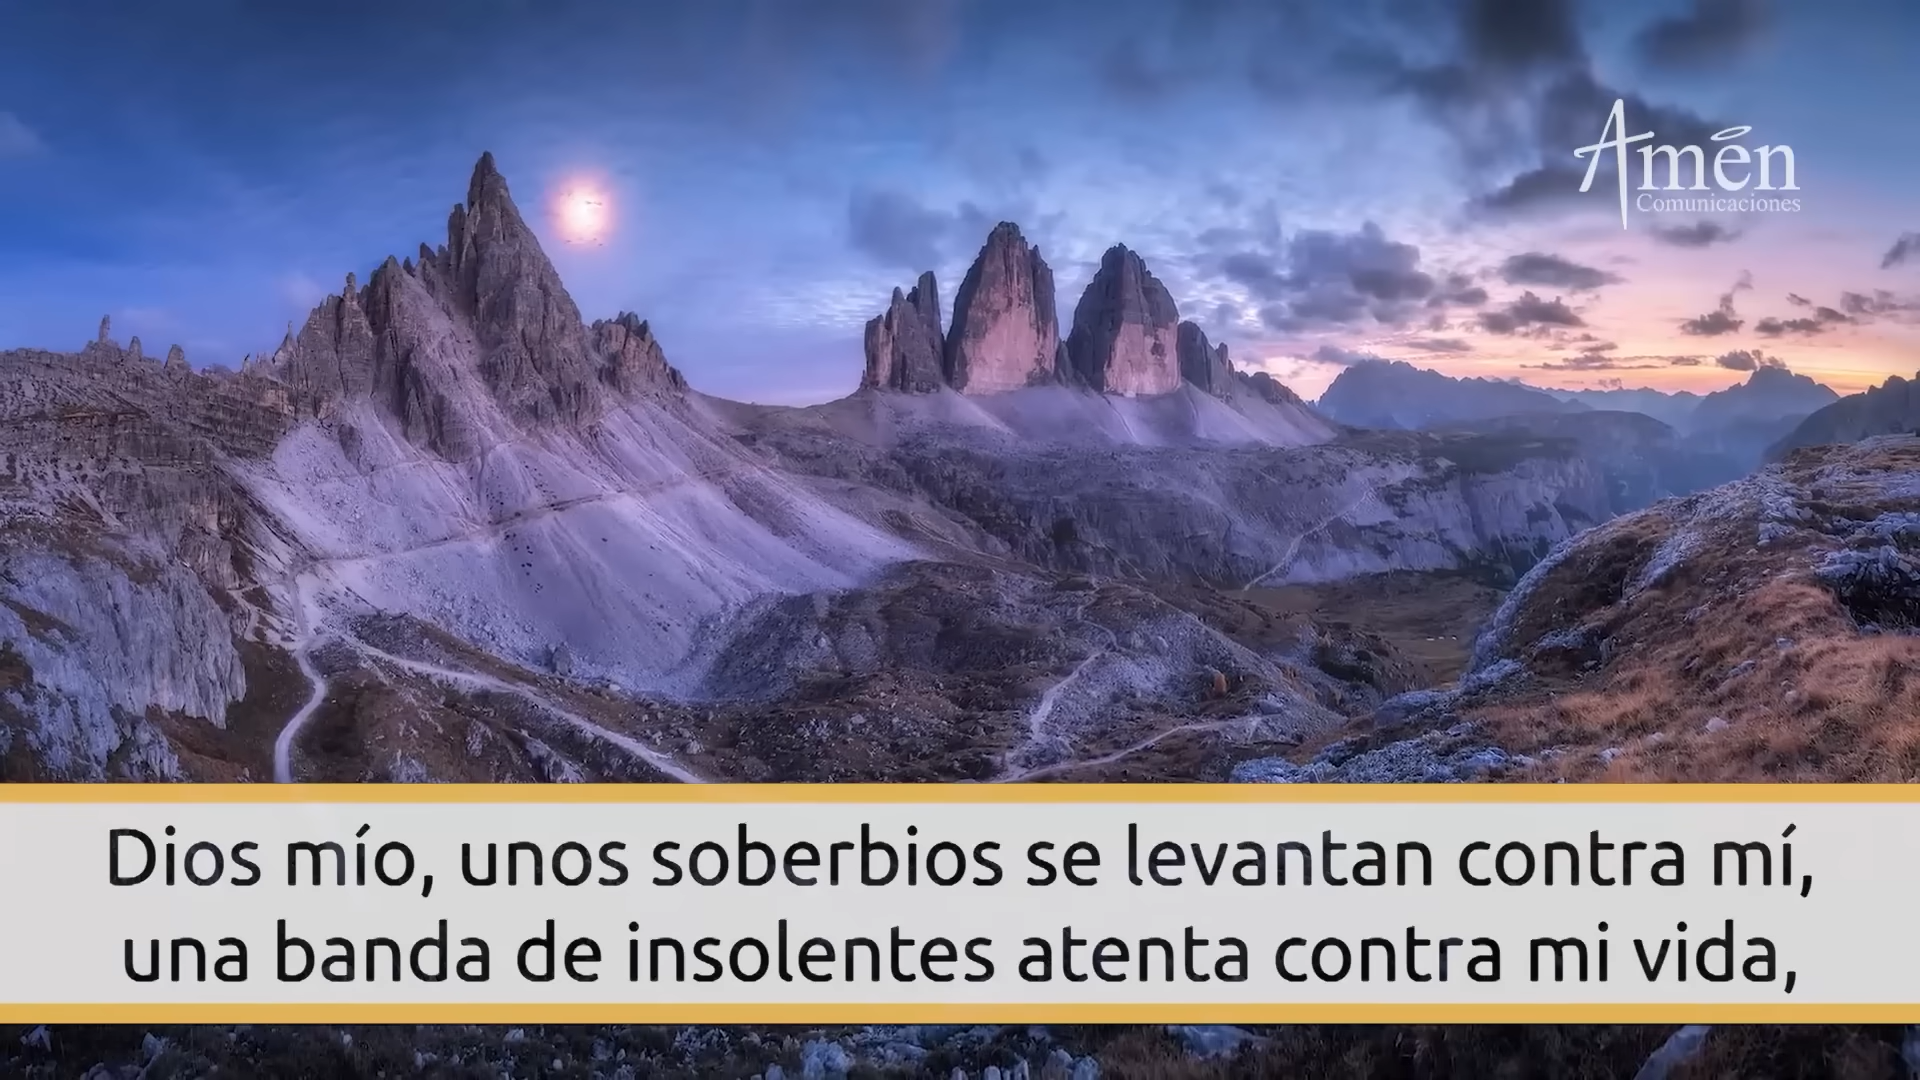 Amén
Comunicaciones
Dios mío, unos soberbios se levantan contra mí,
una banda de insolentes atenta contra mi vida,